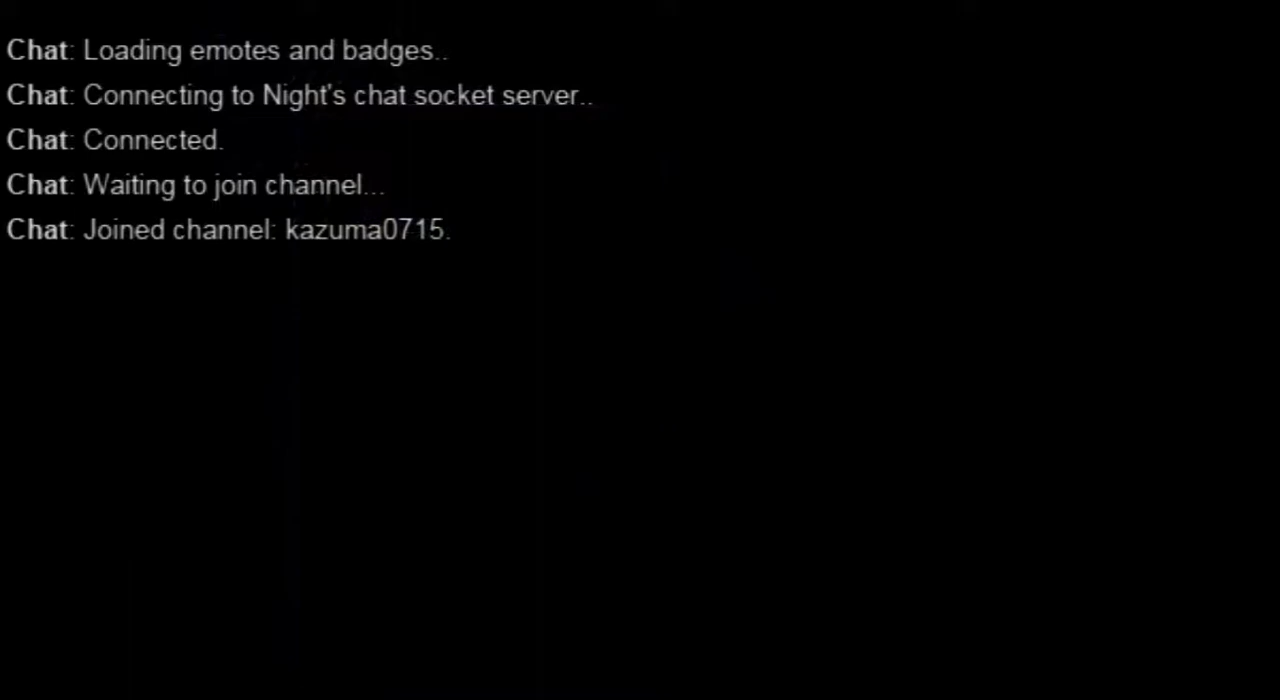 Chat: Loading emotes and badges..
Chat: Connecting to Night's chat socket server..
Chat: Connected.
Chat: Waiting to join channel...
Chat: Joined channel: kazuma0715.